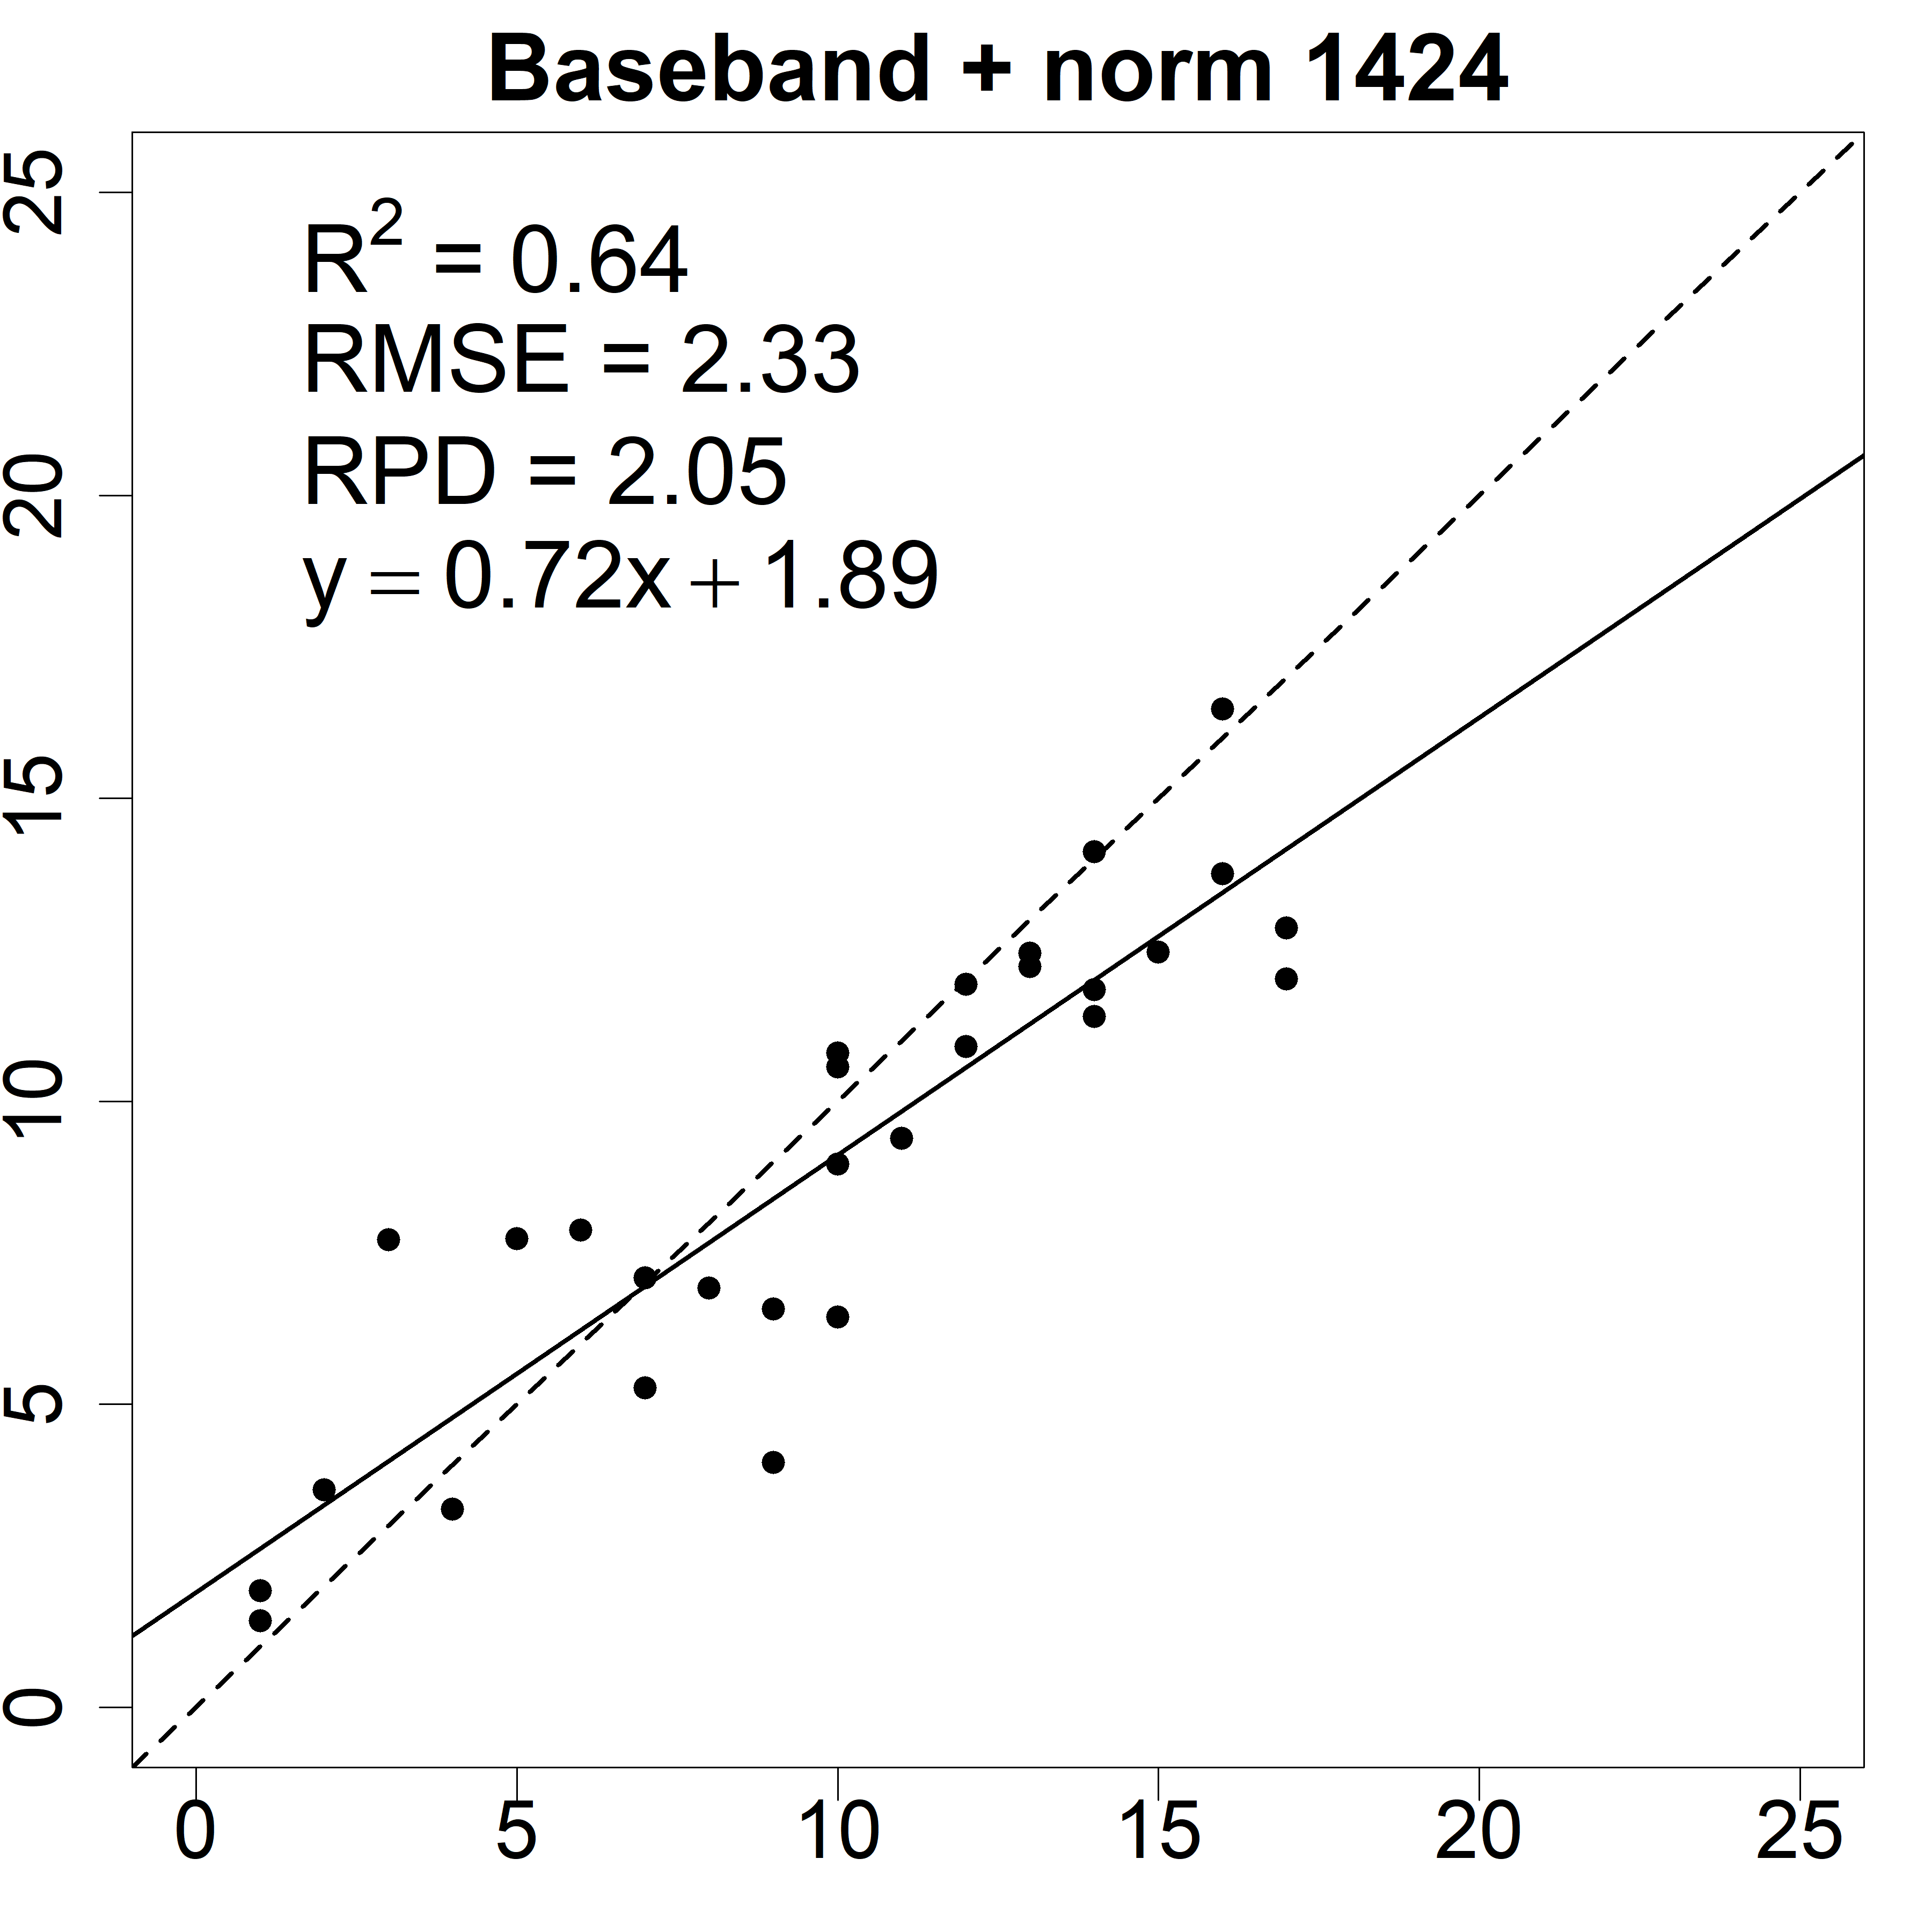 Baseband + norm 1424
R² = 0.64
RMSE = 2.33
RPD = 2.05
y = 0.72x + 1.89
25
20
15
10
5
0
0 5 10 15 20 25